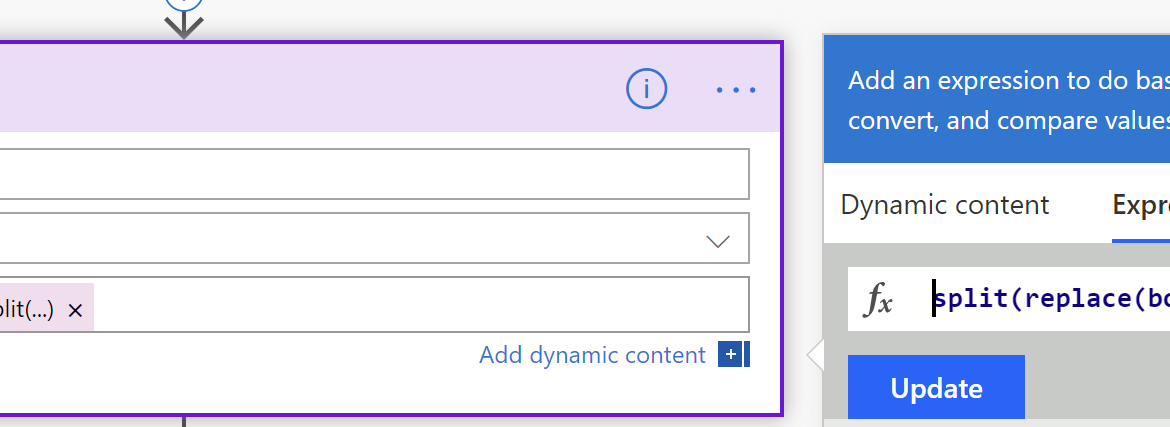 Add an expression to do bas
convert, and compare values
Dynamic content Expr
fx split(replace(bo
lit(...) ×
Add dynamic content
Update